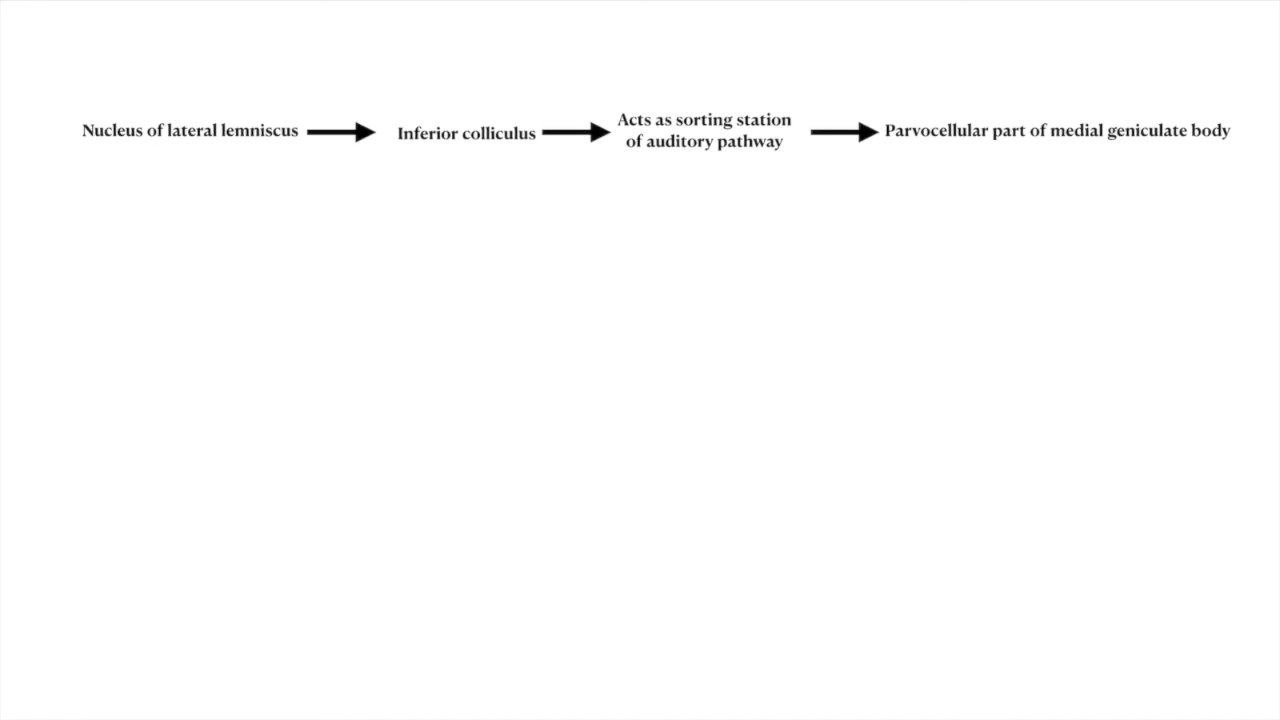 Nucleus of lateral lemniscus
Inferior colliculus
Acts as sorting station
of auditory pathway
Parvocellular part of medial geniculate body